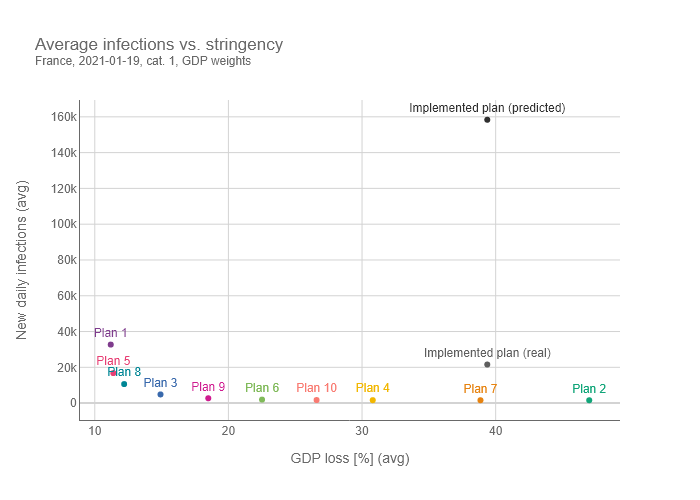 Average infections vs. stringency
France, 2021-01-19, cat. 1, GDP weights
Implemented plan (predicted)
160k
140k
120k
100k
80k
60k
40k
20k
0
New daily infections (avg)
Plan 1
Plan 5
Plan 8
Plan 3
Plan 9
Plan 6
Plan 10
Plan 4
Implemented plan (real)
Plan 7
Plan 2
10
20
30
40
GDP loss [%] (avg)